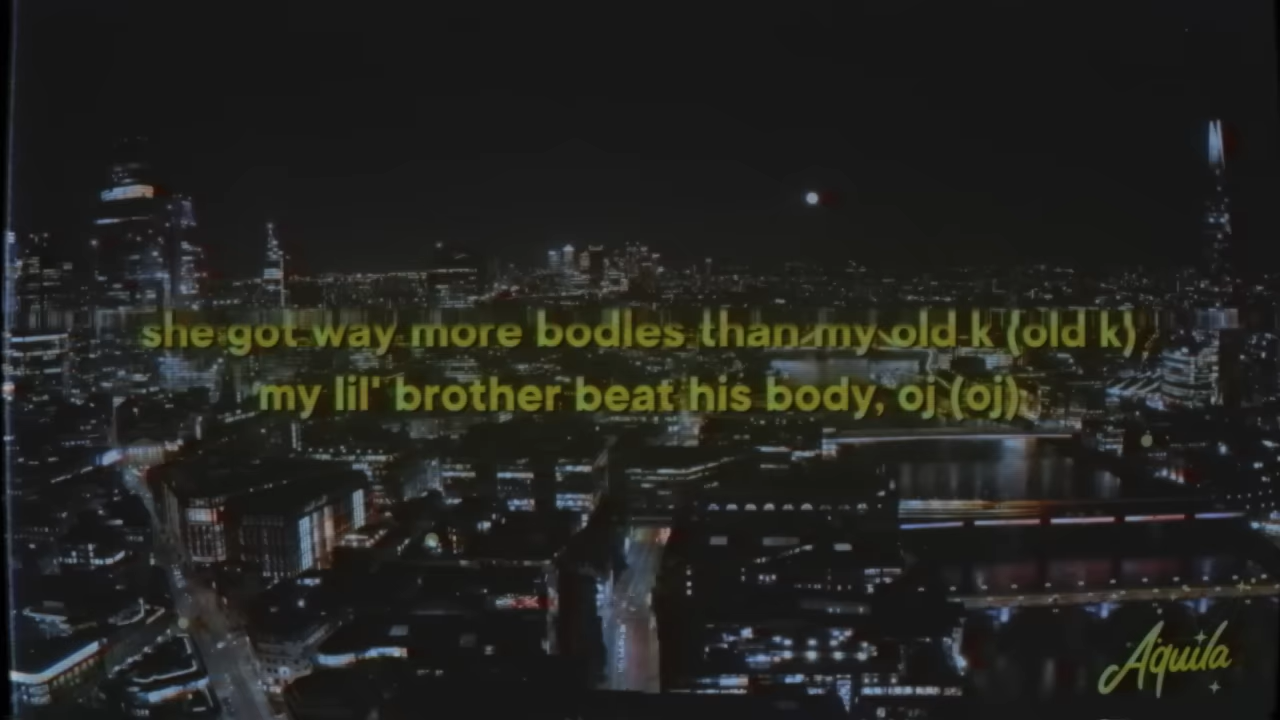 she got way more bodies than my old k (old k)
my lil' brother beat his body, oj (oj)
Aquila